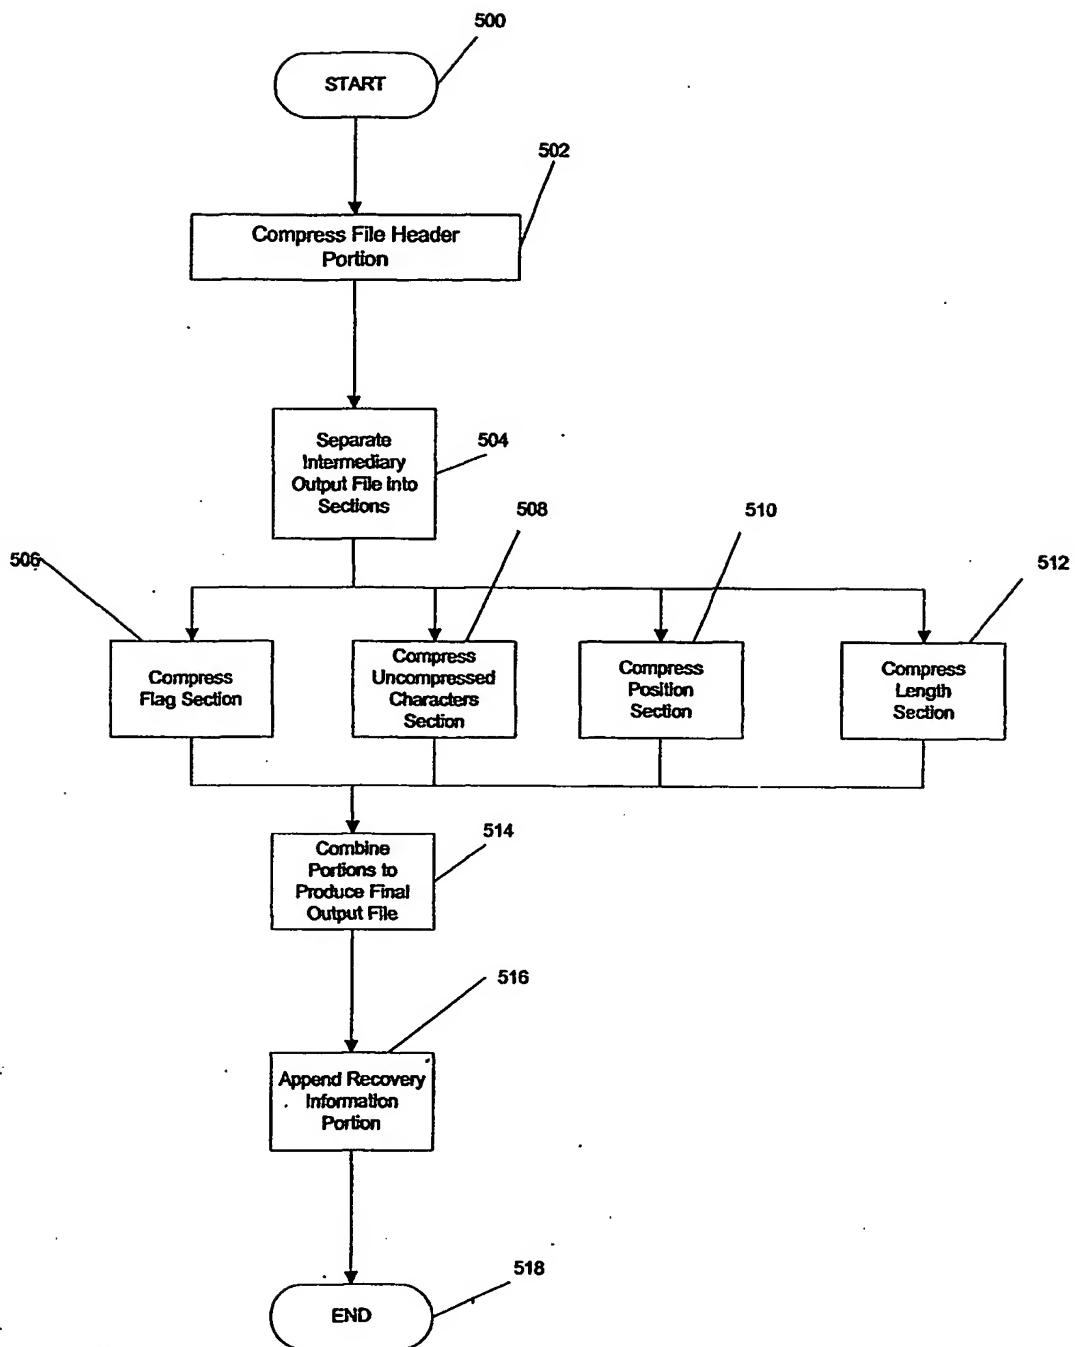 500
START
502
Compress File Header
Portion
Separate
Intermediary
Output File into
Sections
504
508
510
506
512
Compress
Flag Section
Compress
Uncompressed
Characters
Section
Compress
Position
Section
Compress
Length
Section
514
Combine
Portions to
Produce Final
Output File
516
Append Recovery
Information
Portion
518
END